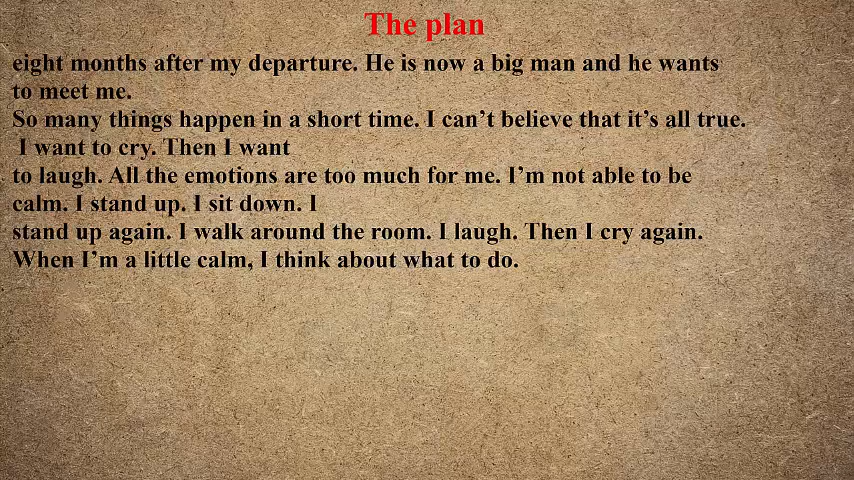 The plan
eight months after my departure. He is now a big man and he wants
to meet me.
So many things happen in a short time. I can’t believe that it’s all true.
I want to cry. Then I want
to laugh. All the emotions are too much for me. I’m not able to be
calm. I stand up. I sit down. I
stand up again. I walk around the room. I laugh. Then I cry again.
When I’m a little calm, I think about what to do.